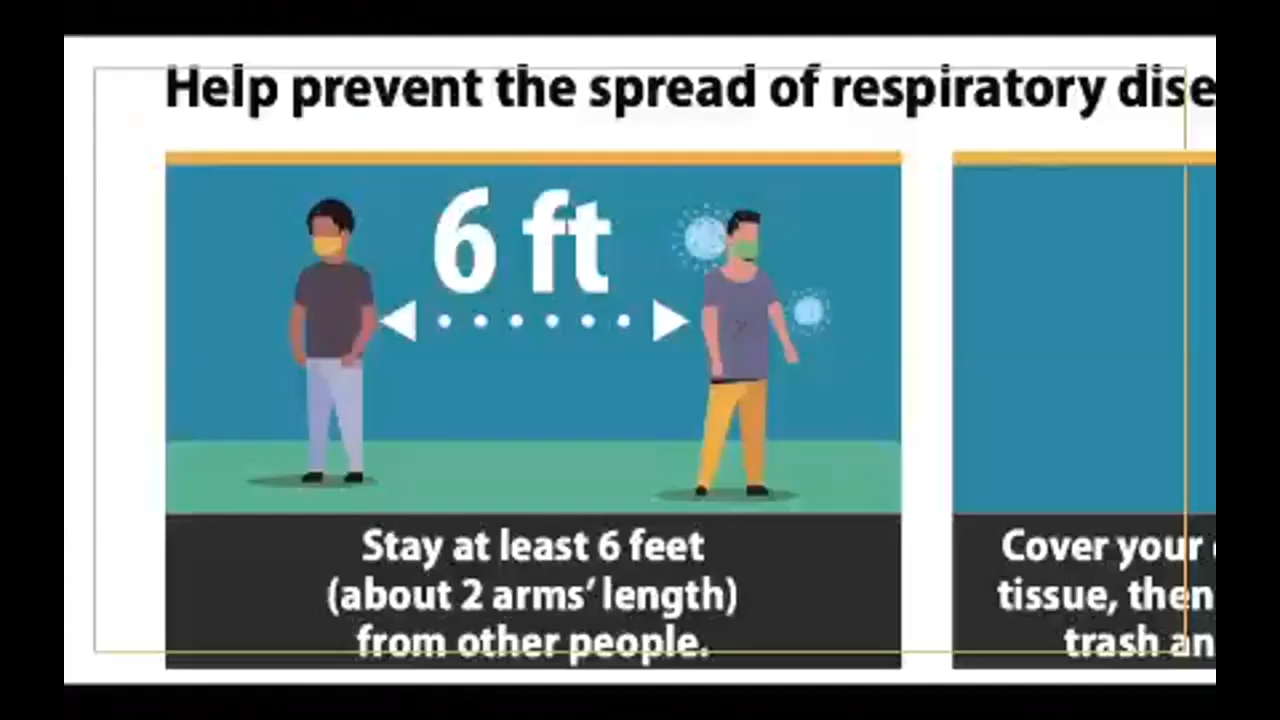 Help prevent the spread of respiratory
6 ft
Stay at least 6 feet
(about 2 arms' length)
from other people.
Cover your
tissue, then
trash an